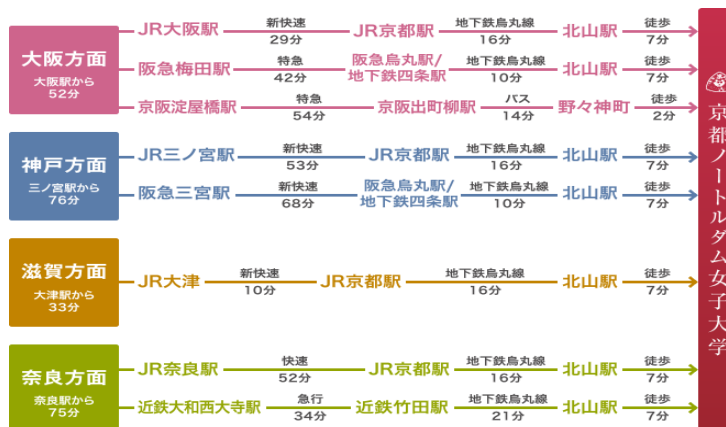 大阪方面
大阪駅から
52分
JR大阪駅 新快速 29分 JR京都駅 地下鉄烏丸線 16分 北山駅 徒歩 7分
阪急梅田駅 特急 42分 阪急烏丸駅/地下鉄四条駅 地下鉄烏丸線 10分 北山駅 徒歩 7分
京阪淀屋橋駅 特急 54分 京阪出町柳駅 バス 14分 野々神町 徒歩 2分
神戸方面
三ノ宮駅から
76分
JR三ノ宮駅 新快速 53分 JR京都駅 地下鉄烏丸線 16分 北山駅 徒歩 7分
阪急三宮駅 新快速 68分 阪急烏丸駅/地下鉄四条駅 地下鉄烏丸線 10分 北山駅 徒歩 7分
滋賀方面
大津駅から
33分
JR大津 新快速 10分 JR京都駅 地下鉄烏丸線 16分 北山駅 徒歩 7分
奈良方面
奈良駅から
75分
JR奈良駅 快速 52分 JR京都駅 地下鉄烏丸線 16分 北山駅 徒歩 7分
近鉄大和西大寺駅 急行 34分 近鉄竹田駅 地下鉄烏丸線 21分 北山駅 徒歩 7分
京都ノートルダム女子大学